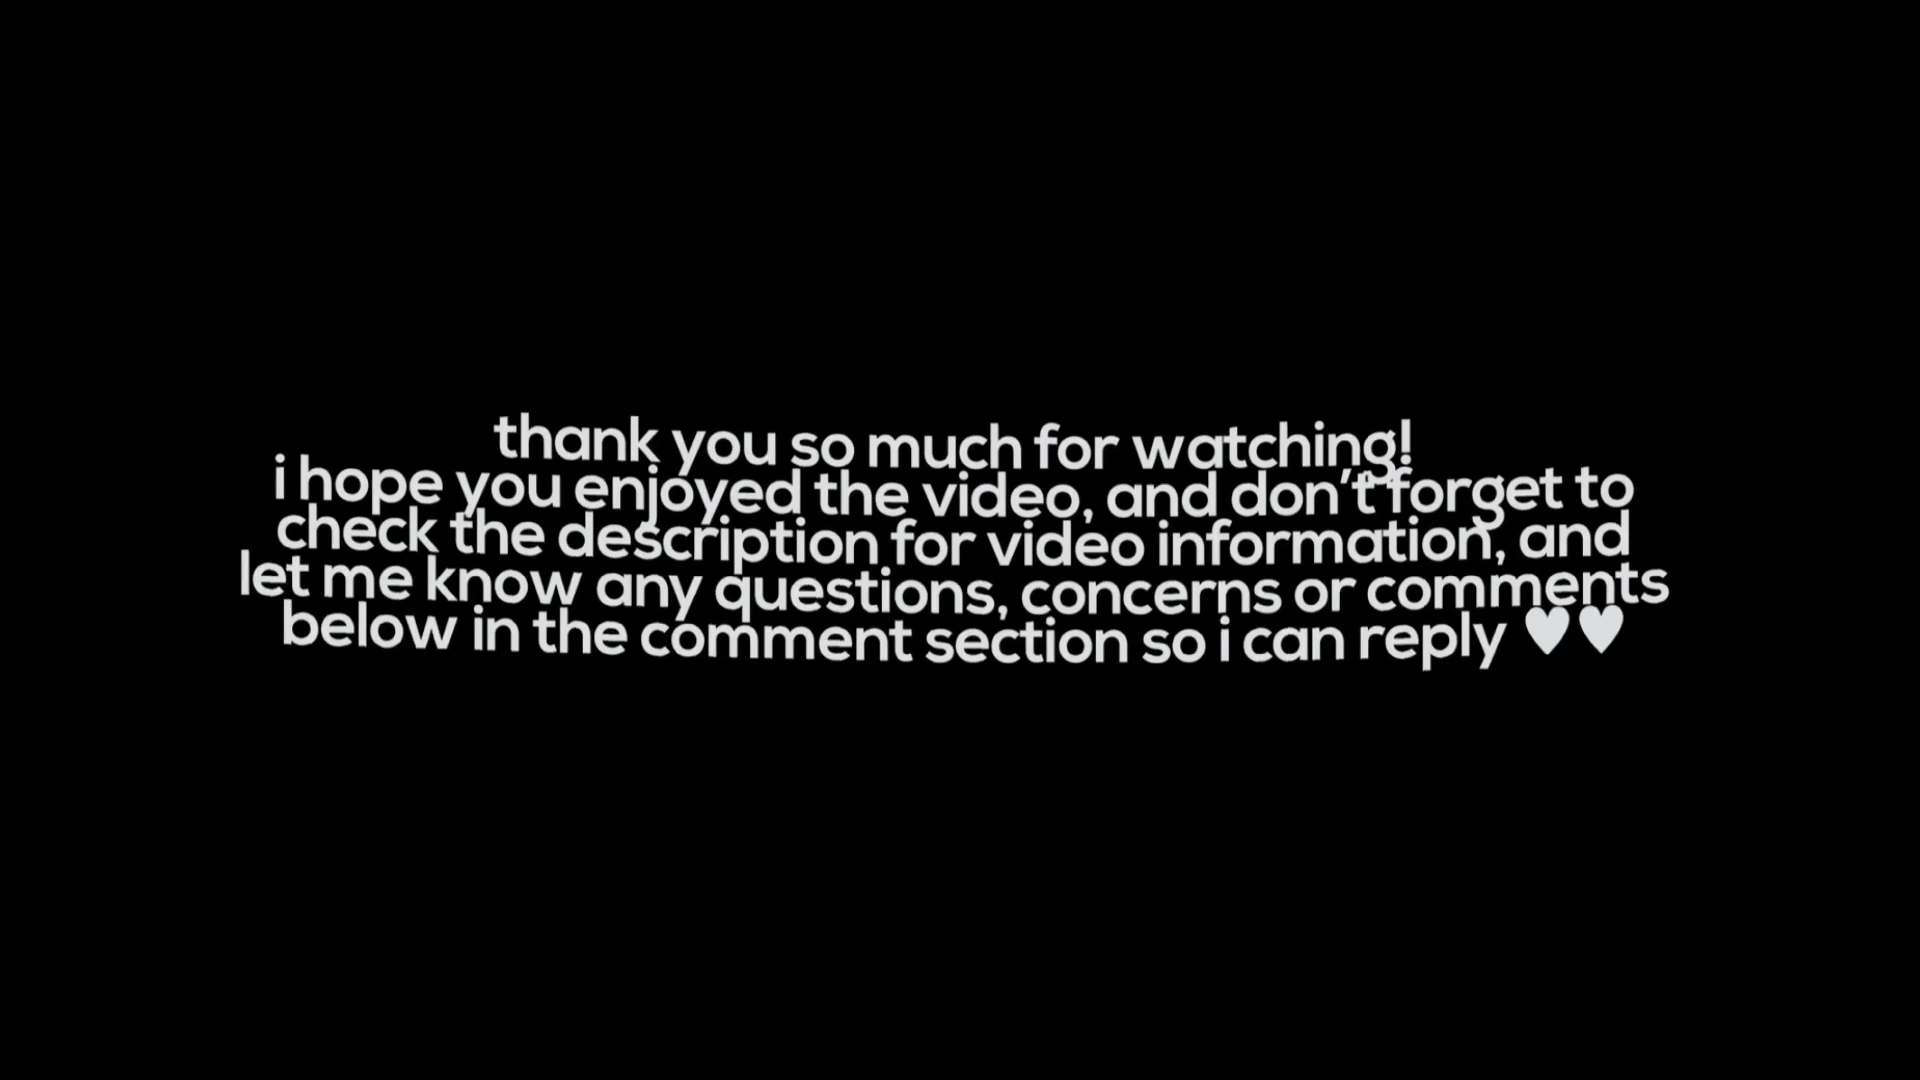 thank you so much for watching!
i hope you enjoyed the video, and don't forget to
check the description for video information, and
let me know any questions, concerns or comments
below in the comment section so i can reply ♥♥